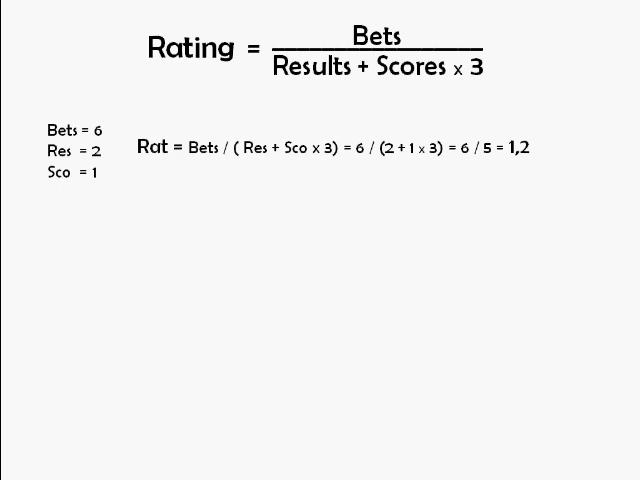 Rating = Bets
Results + Scores x 3
Bets = 6
Res = 2
Sco = 1
Rat = Bets / ( Res + Sco x 3) = 6 / (2 + 1 x 3) = 6 / 5 = 1,2